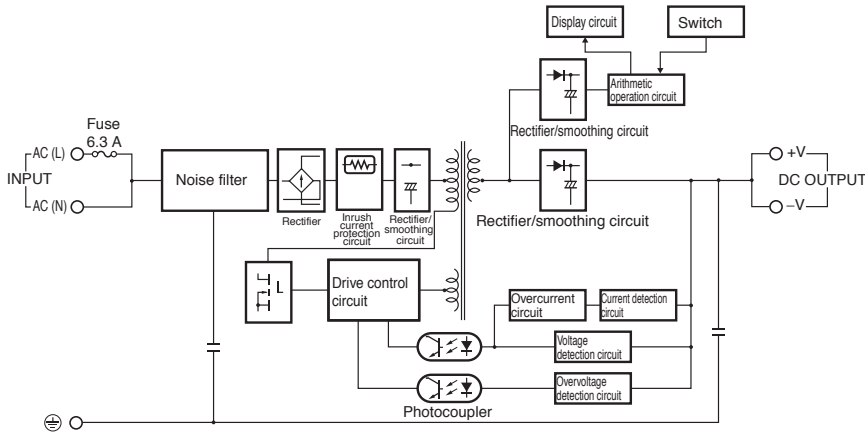 Display circuit
Switch
Arithmetic
operation circuit
Rectifier/smoothing circuit
Fuse
6.3 A
AC (L)
INPUT
AC (N)
Noise filter
Rectifier
Inrush
current
protection
circuit
Rectifier/
smoothing
circuit
Rectifier/smoothing circuit
+V
DC OUTPUT
–V
Drive control
circuit
Overcurrent
circuit
Current detection
circuit
Voltage
detection circuit
Overvoltage
detection circuit
Photocoupler